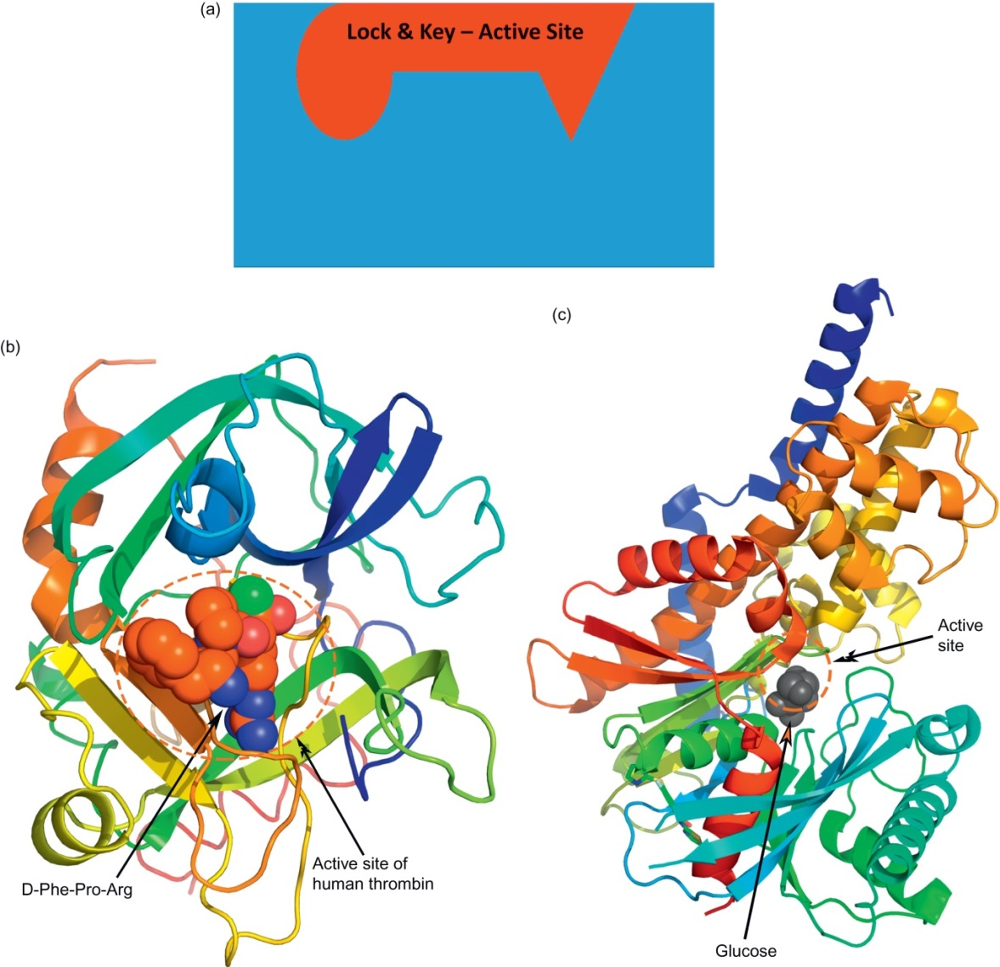 (a)
Lock & Key – Active Site
(b)
(c)
D-Phe-Pro-Arg
Active site of
human thrombin
Active
site
Glucose